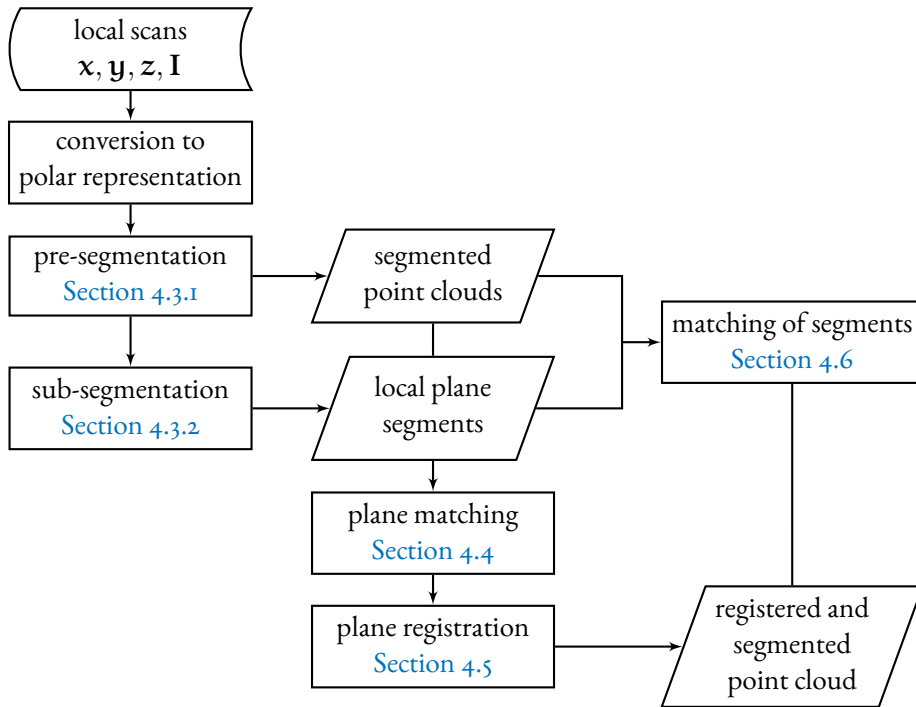 local scans
x, y, z, I
conversion to
polar representation
pre-segmentation
Section 4.3.1
segmented
point clouds
matching of segments
Section 4.6
sub-segmentation
Section 4.3.2
local plane
segments
plane matching
Section 4.4
plane registration
Section 4.5
registered and
segmented
point cloud